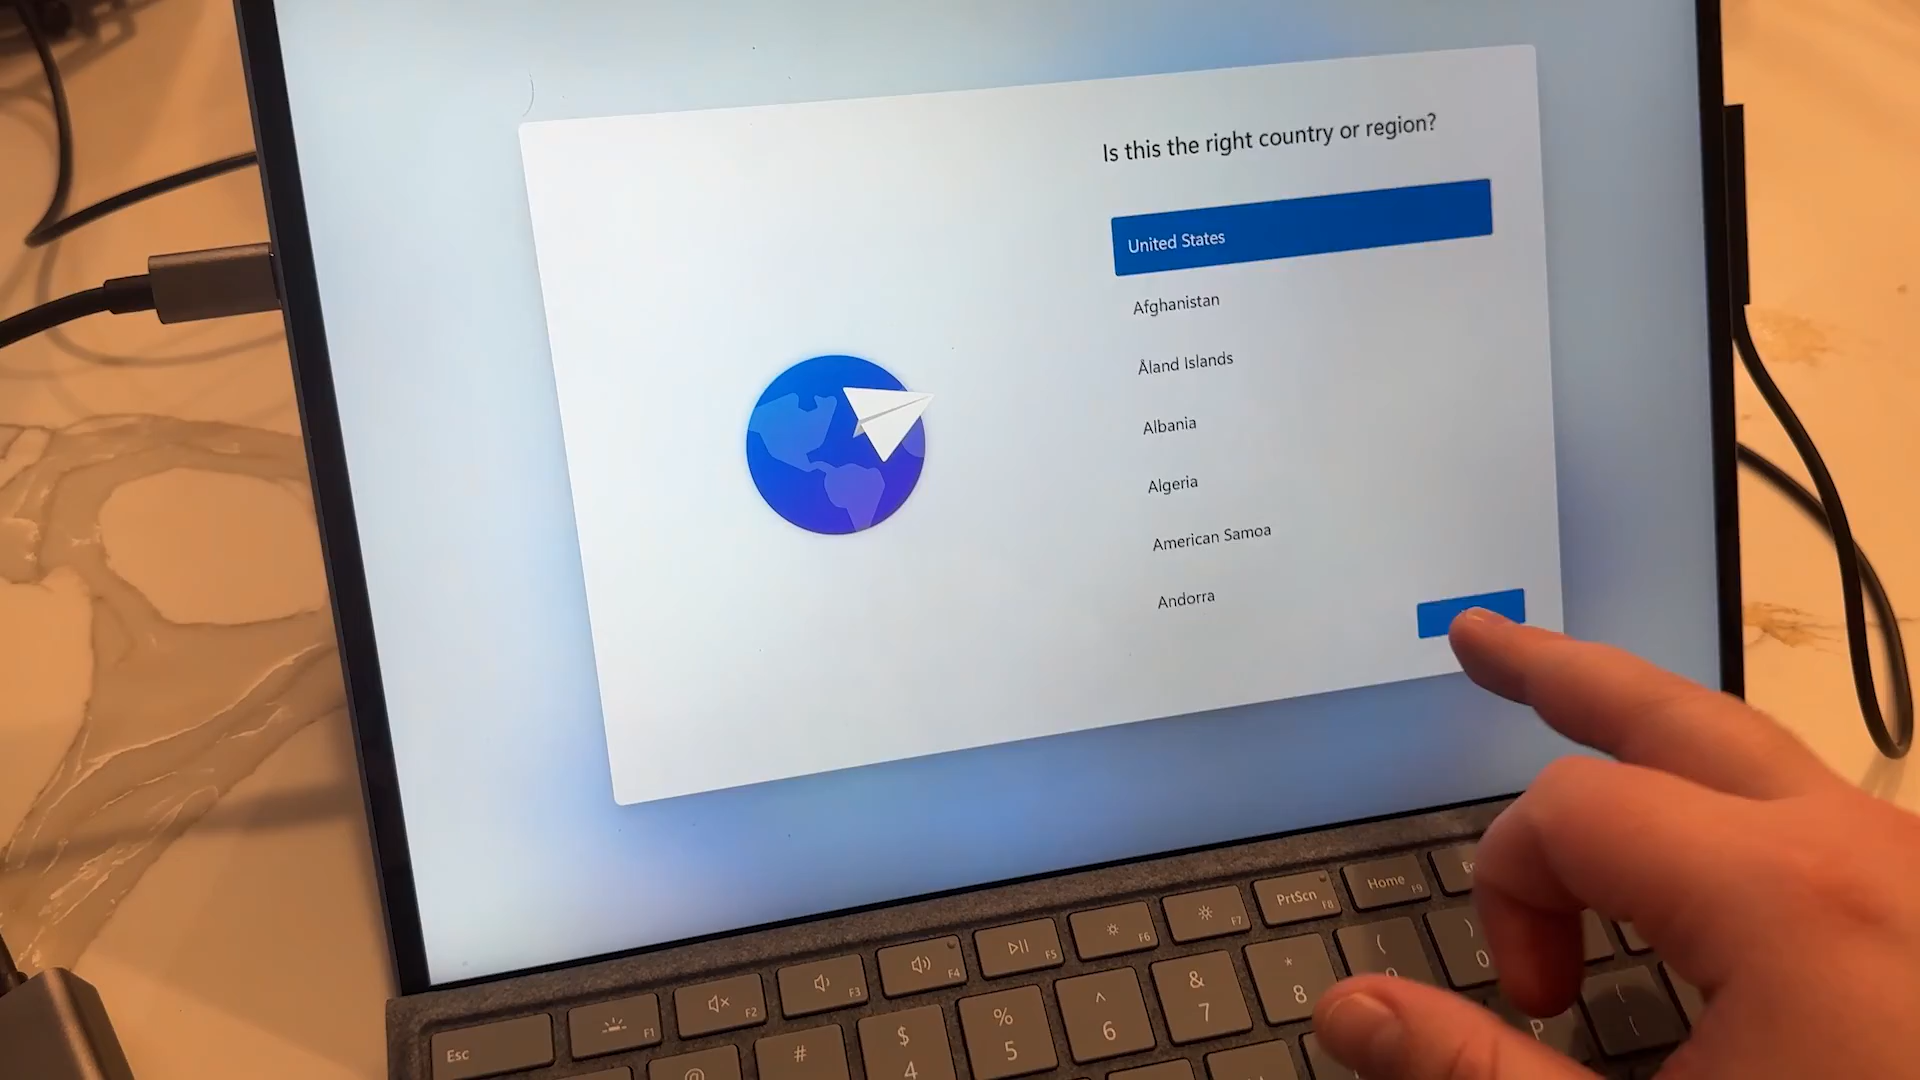 Is this the right country or region?
United States
Afghanistan
Åland Islands
Albania
Algeria
American Samoa
Andorra
Esc
F1
F2
F3
F4
F5
F6
F7
PrtScn F8
Home F9
@
#
$ 4
% 5
^ 6
& 7
* 8
(
) 0
P